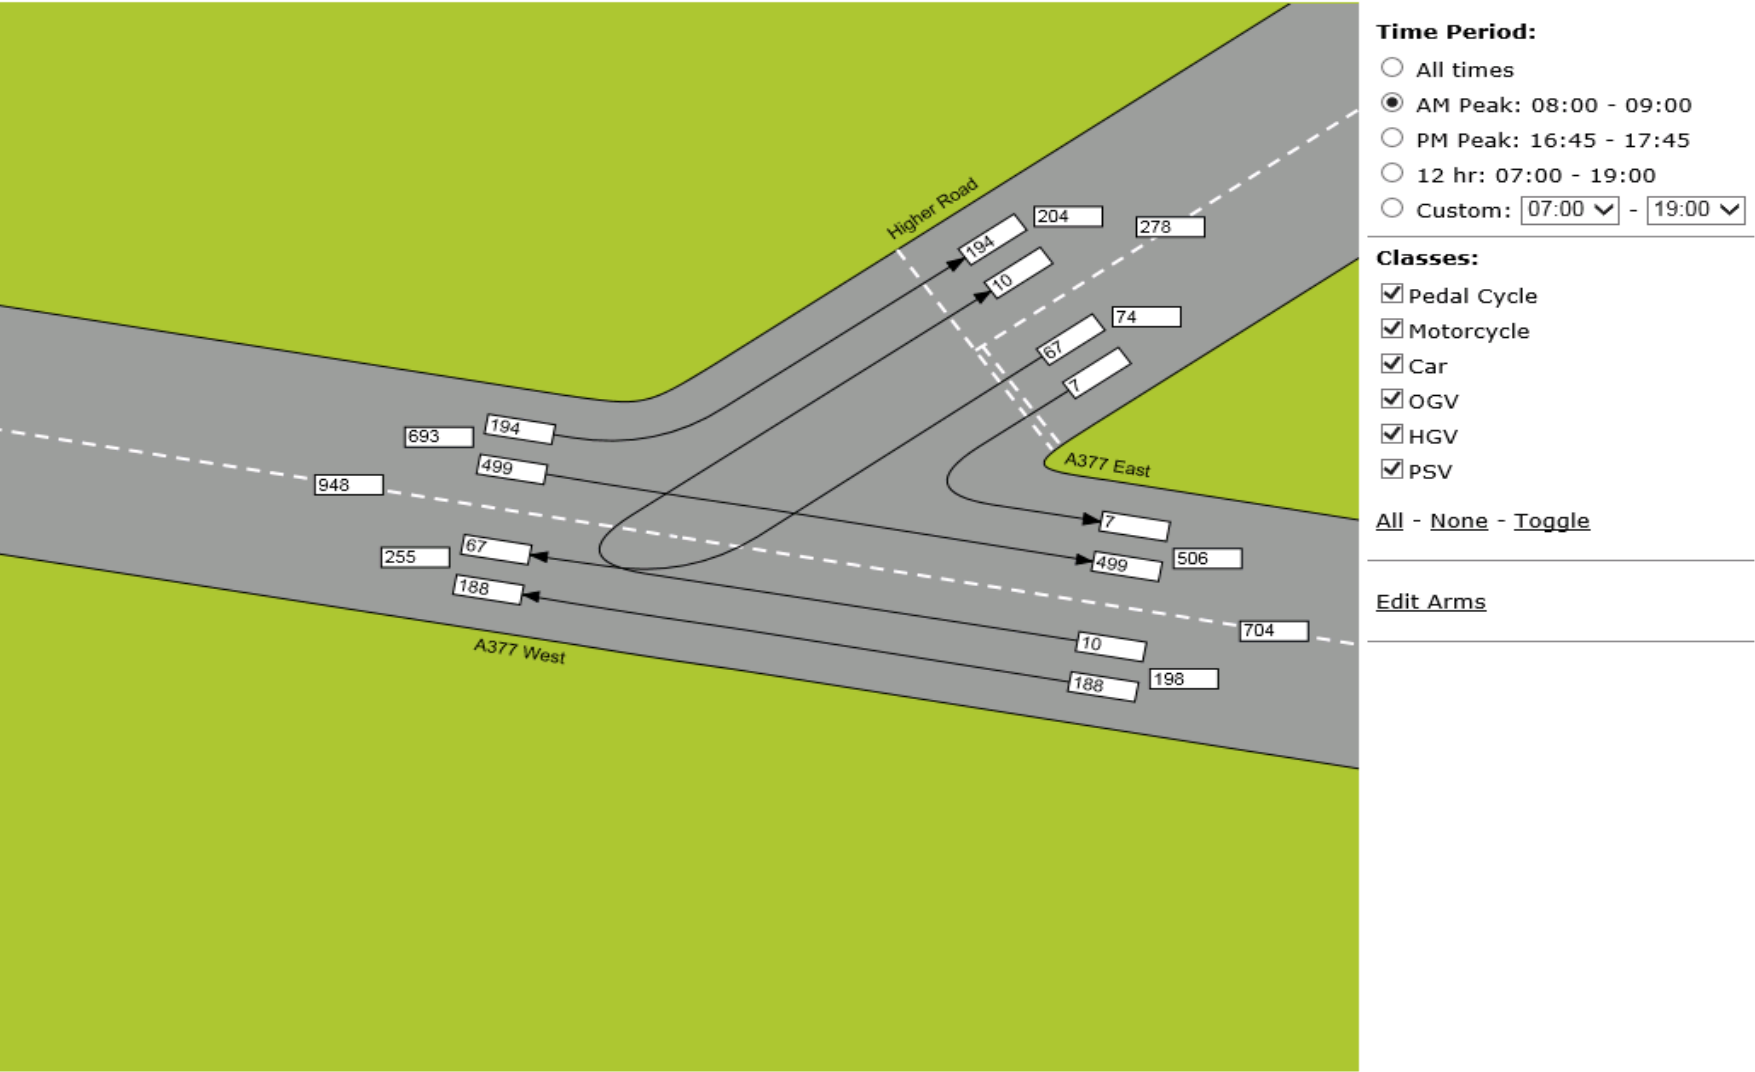 Higher Road
194
204
278
10
74
67
7
693
194
499
948
A377 East
7
499
506
255
67
188
704
10
188
198
A377 West
Time Period:
All times
AM Peak: 08:00 - 09:00
PM Peak: 16:45 - 17:45
12 hr: 07:00 - 19:00
Custom: 07:00 - 19:00
Classes:
Pedal Cycle
Motorcycle
Car
OGV
HGV
PSV
All - None - Toggle
Edit Arms